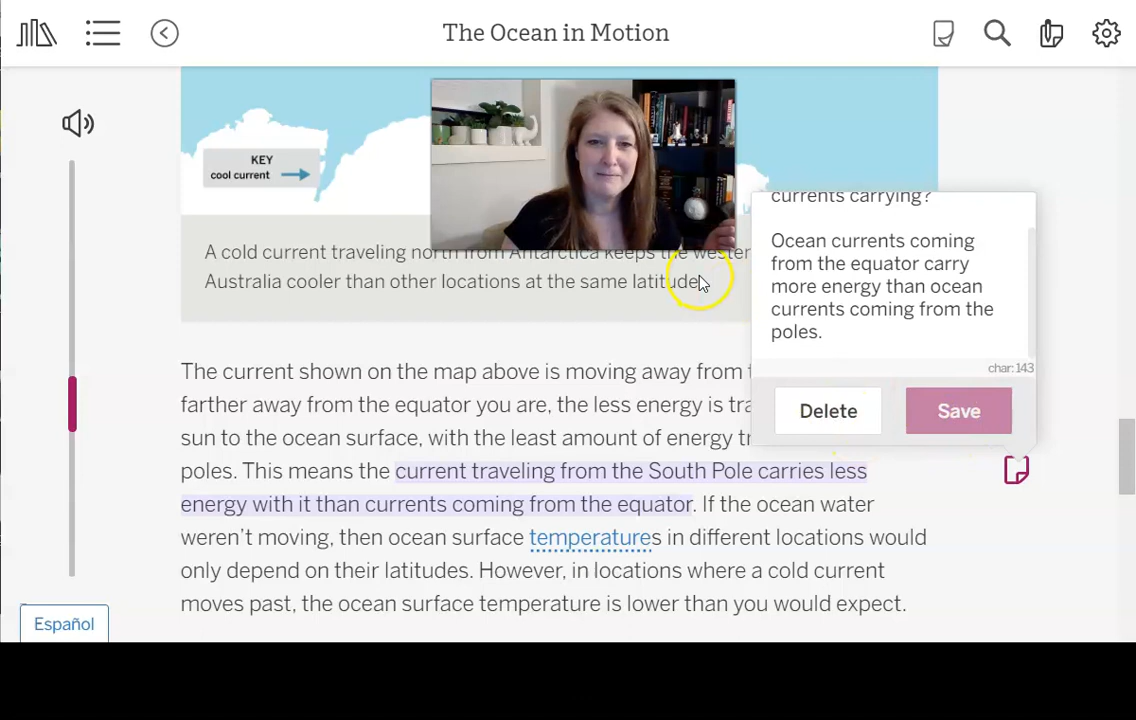 The Ocean in Motion
KEY
cool current
A cold current traveling north from Antarctica keeps the weste
Australia cooler than other locations at the same latitude
currents carrying?
Ocean currents coming
from the equator carry
more energy than ocean
currents coming from the
poles.
char: 143
Delete
Save
The current shown on the map above is moving away from
farther away from the equator you are, the less energy is tra
sun to the ocean surface, with the least amount of energy tr
poles. This means the current traveling from the South Pole carries less
energy with it than currents coming from the equator. If the ocean water
weren't moving, then ocean surface temperatures in different locations would
only depend on their latitudes. However, in locations where a cold current
moves past, the ocean surface temperature is lower than you would expect.
Español